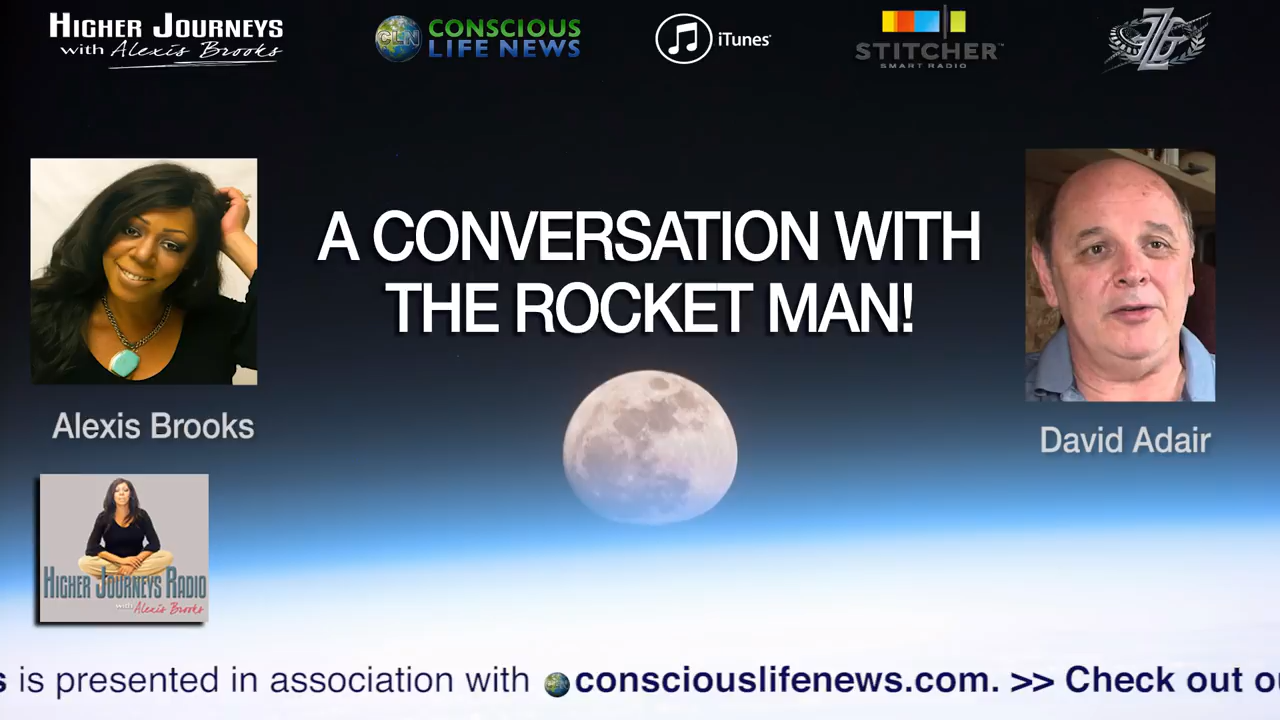 HIGHER JOURNEYS
with Alexis Brooks
CLN
CONSCIOUS
LIFE NEWS
iTunes
STITCHER
SMART RADIO
A CONVERSATION WITH
THE ROCKET MAN!
Alexis Brooks
David Adair
HIGHER JOURNEYS RADIO
with Alexis Brooks
s is presented in association with consciouslifenews.com. >> Check out ou